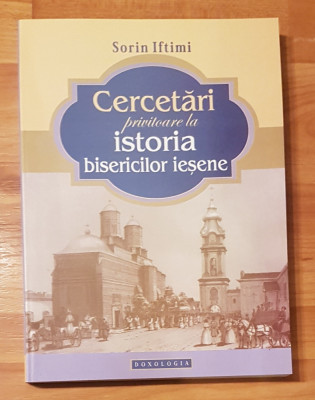 Sorin Iftimi
Cercetări
privitoare la
istoria
bisericilor ieșene
DOXOLOGIA